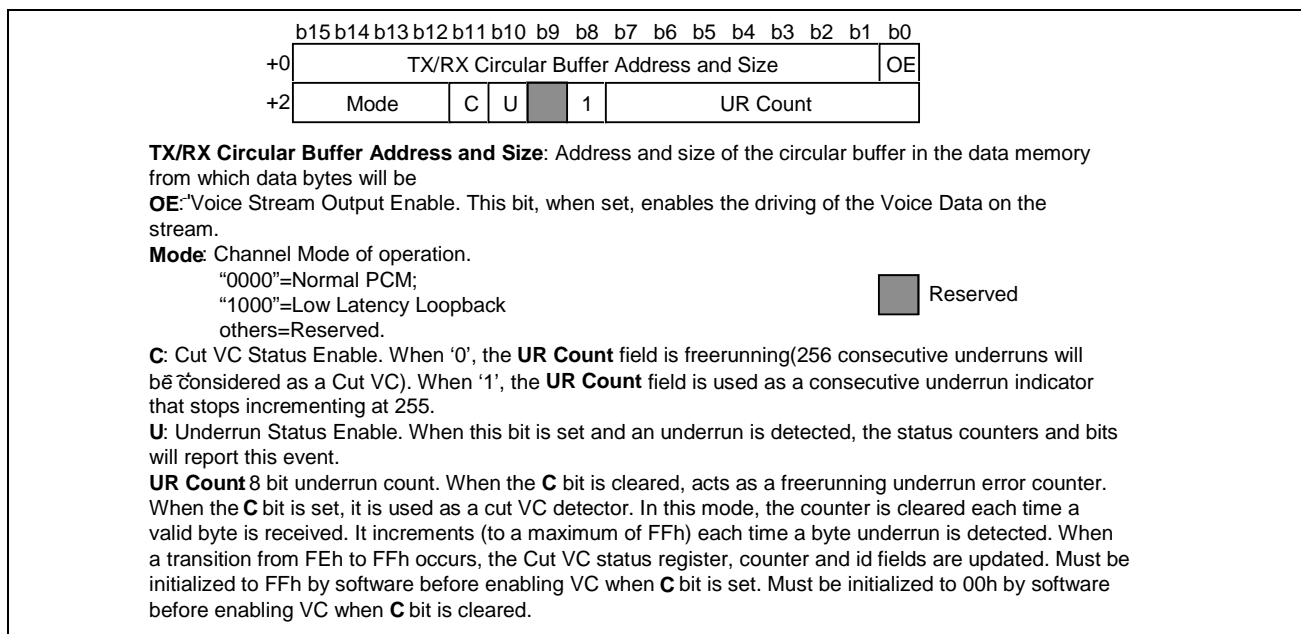 b15 b14 b13 b12 b11 b10 b9 b8 b7 b6 b5 b4 b3 b2 b1 b0
+0 TX/RX Circular Buffer Address and Size OE
+2 Mode C U 1 UR Count
TX/RX Circular Buffer Address and Size: Address and size of the circular buffer in the data memory
from which data bytes will be
OE: Voice Stream Output Enable. This bit, when set, enables the driving of the Voice Data on the
stream.
Mode: Channel Mode of operation.
“0000”=Normal PCM;
“1000”=Low Latency Loopback
others=Reserved.
Reserved
C: Cut VC Status Enable. When ‘0’, the UR Count field is freerunning(256 consecutive underruns will
be considered as a Cut VC). When ‘1’, the UR Count field is used as a consecutive underrun indicator
that stops incrementing at 255.
U: Underrun Status Enable. When this bit is set and an underrun is detected, the status counters and bits
will report this event.
UR Count: 8 bit underrun count. When the C bit is cleared, acts as a freerunning underrun error counter.
When the C bit is set, it is used as a cut VC detector. In this mode, the counter is cleared each time a
valid byte is received. It increments (to a maximum of FFh) each time a byte underrun is detected. When
a transition from FEh to FFh occurs, the Cut VC status register, counter and id fields are updated. Must be
initialized to FFh by software before enabling VC when C bit is set. Must be initialized to 00h by software
before enabling VC when C bit is cleared.